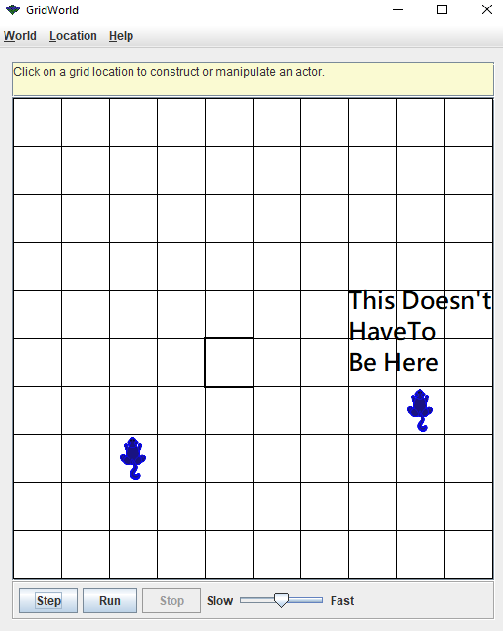 GridWorld
World Location Help
Click on a grid location to construct or manipulate an actor.
This Doesn't
HaveTo
Be Here
Step Run Stop Slow Fast